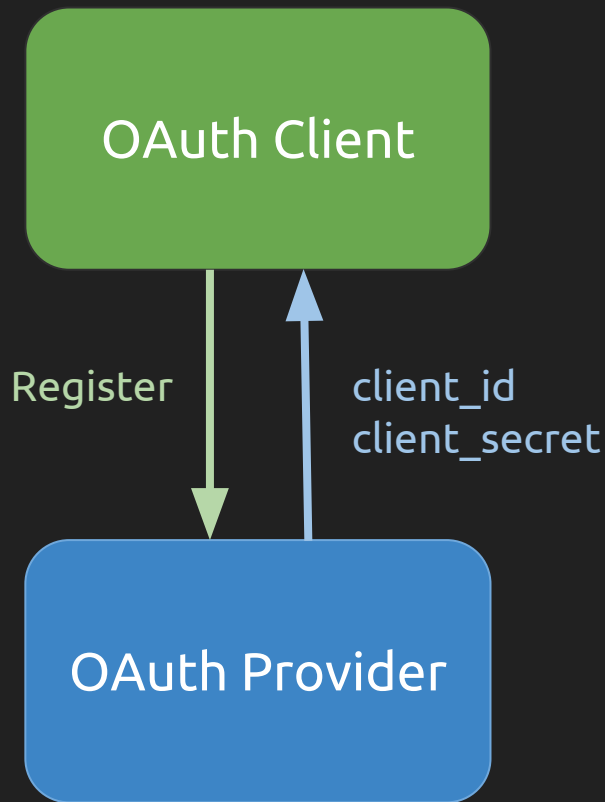 OAuth Client
Register
client_id
client_secret
OAuth Provider